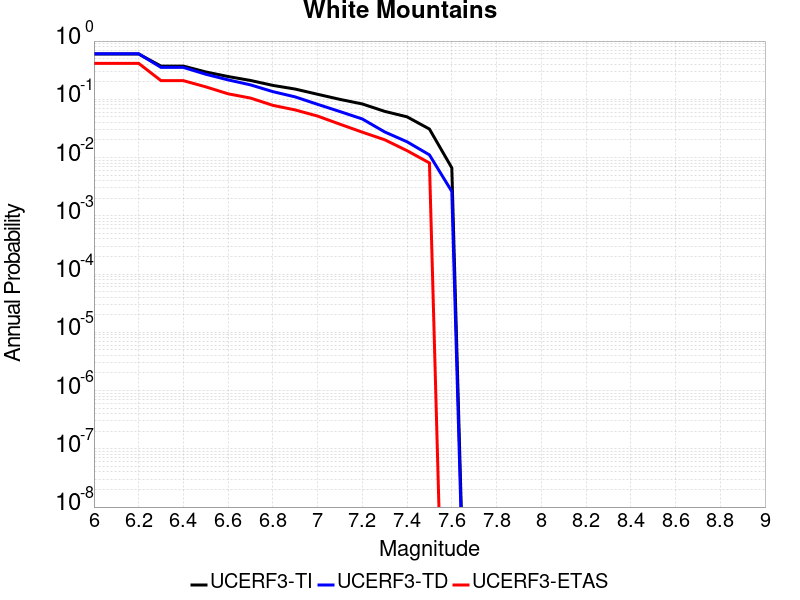 White Mountains
10^0
10^-1
10^-2
10^-3
10^-4
10^-5
10^-6
10^-7
10^-8
Annual Probability
6 6.2 6.4 6.6 6.8 7 7.2 7.4 7.6 7.8 8 8.2 8.4 8.6 8.8 9
Magnitude
UCERF3-TI UCERF3-TD UCERF3-ETAS